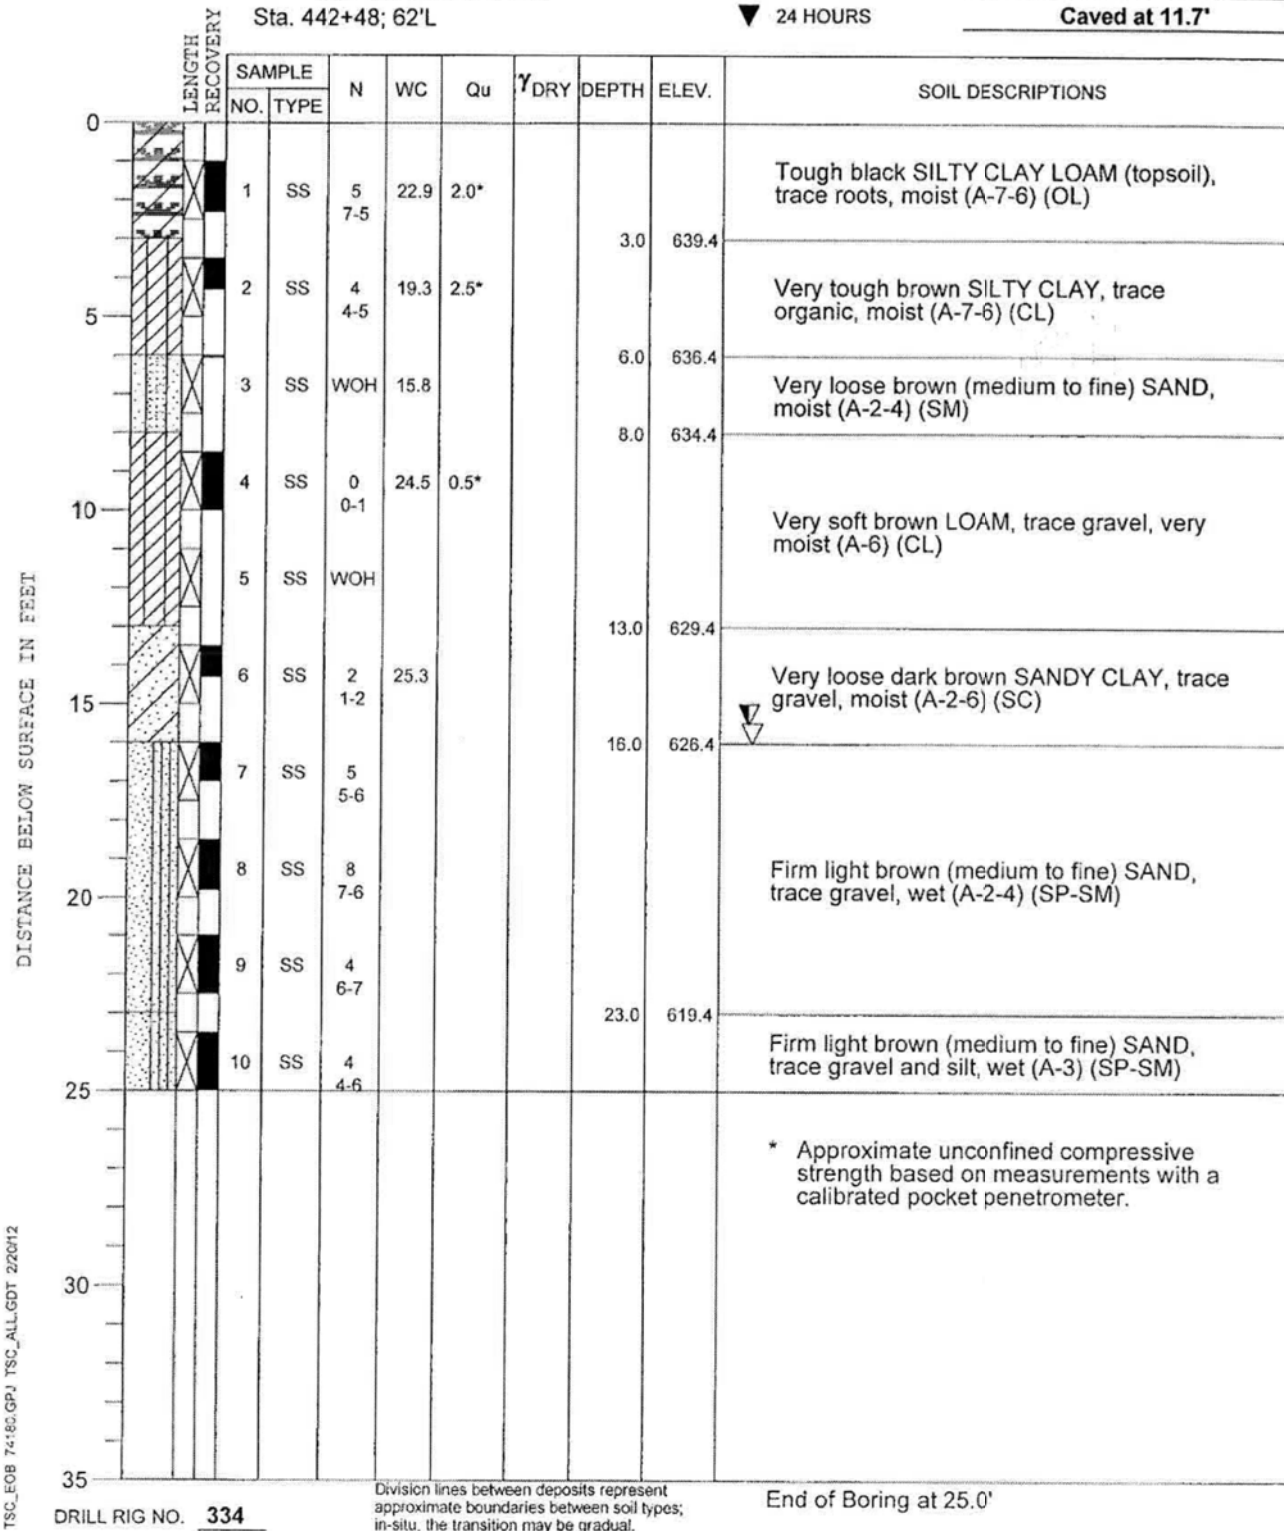 Sta. 442+48; 62'L ▼ 24 HOURS Caved at 11.7'
LENGTH
RECOVERY
SAMPLE
NO. TYPE N WC Qu γDRY DEPTH ELEV. SOIL DESCRIPTIONS
0
Tough black SILTY CLAY LOAM (topsoil),
trace roots, moist (A-7-6) (OL)
1 SS 5 22.9 2.0*
7-5
3.0 639.4
Very tough brown SILTY CLAY, trace
organic, moist (A-7-6) (CL)
2 SS 4 19.3 2.5*
4-5
5
6.0 636.4
Very loose brown (medium to fine) SAND,
moist (A-2-4) (SM)
3 SS WOH 15.8
8.0 634.4
4 SS 0 24.5 0.5*
0-1
10
Very soft brown LOAM, trace gravel, very
moist (A-6) (CL)
5 SS WOH
13.0 629.4
Very loose dark brown SANDY CLAY, trace
gravel, moist (A-2-6) (SC)
6 SS 2 25.3
1-2
15
16.0 626.4
7 SS 5
5-6
Firm light brown (medium to fine) SAND,
trace gravel, wet (A-2-4) (SP-SM)
8 SS 8
7-6
20
9 SS 4
6-7
23.0 619.4
Firm light brown (medium to fine) SAND,
trace gravel and silt, wet (A-3) (SP-SM)
10 SS 4
4-6
25
* Approximate unconfined compressive
strength based on measurements with a
calibrated pocket penetrometer.
30
35
DISTANCE BELOW SURFACE IN FEET
TSC_EOB 74180.GPJ TSC_ALL.GDT 2/20/12
DRILL RIG NO. 334
Division lines between deposits represent
approximate boundaries between soil types;
in-situ, the transition may be gradual.
End of Boring at 25.0'